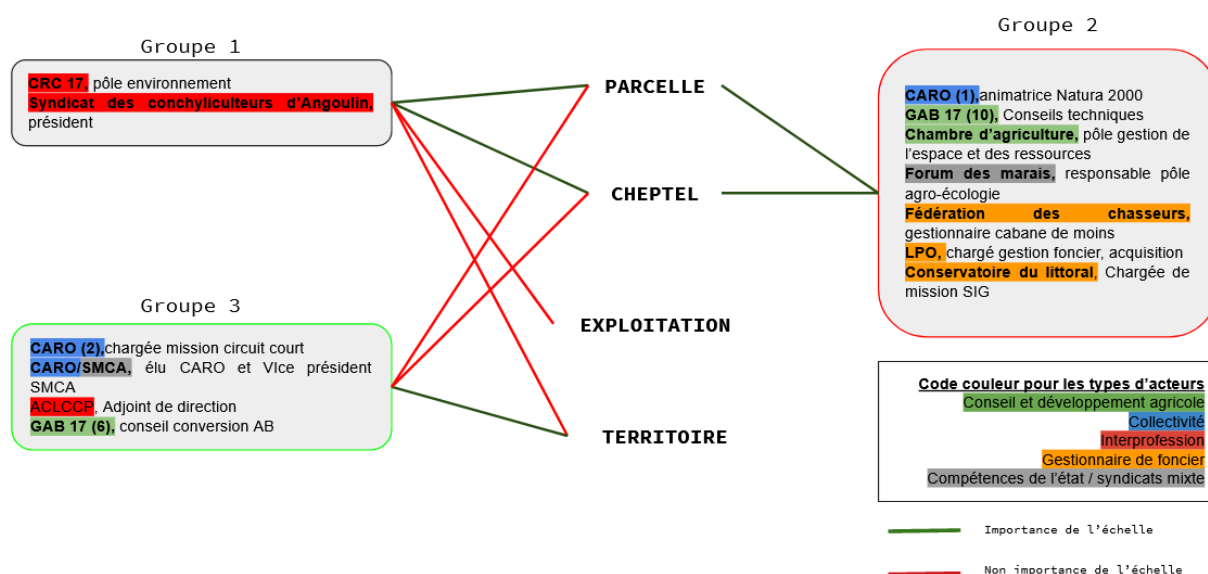 Groupe 1
CRC 17, pôle environnement
Syndicat des conchyliculteurs d'Angoulin,
président
Groupe 3
CARO (2),chargée mission circuit court
CARO/SMCA, élu CARO et VIce président
SMCA
ACLCCP, Adjoint de direction
GAB 17 (6), conseil conversion AB
PARCELLE
CHEPTEL
EXPLOITATION
TERRITOIRE
Groupe 2
CARO (1),animatrice Natura 2000
GAB 17 (10), Conseils techniques
Chambre d'agriculture, pôle gestion de
l'espace et des ressources
Forum des marais, responsable pôle
agro-écologie
Fédération des chasseurs,
gestionnaire cabane de moins
LPO, chargé gestion foncier, acquisition
Conservatoire du littoral, Chargée de
mission SIG
Code couleur pour les types d'acteurs
Conseil et développement agricole
Collectivité
Interprofession
Gestionnaire de foncier
Compétences de l'état / syndicats mixte
Importance de l'échelle
Non importance de l'échelle